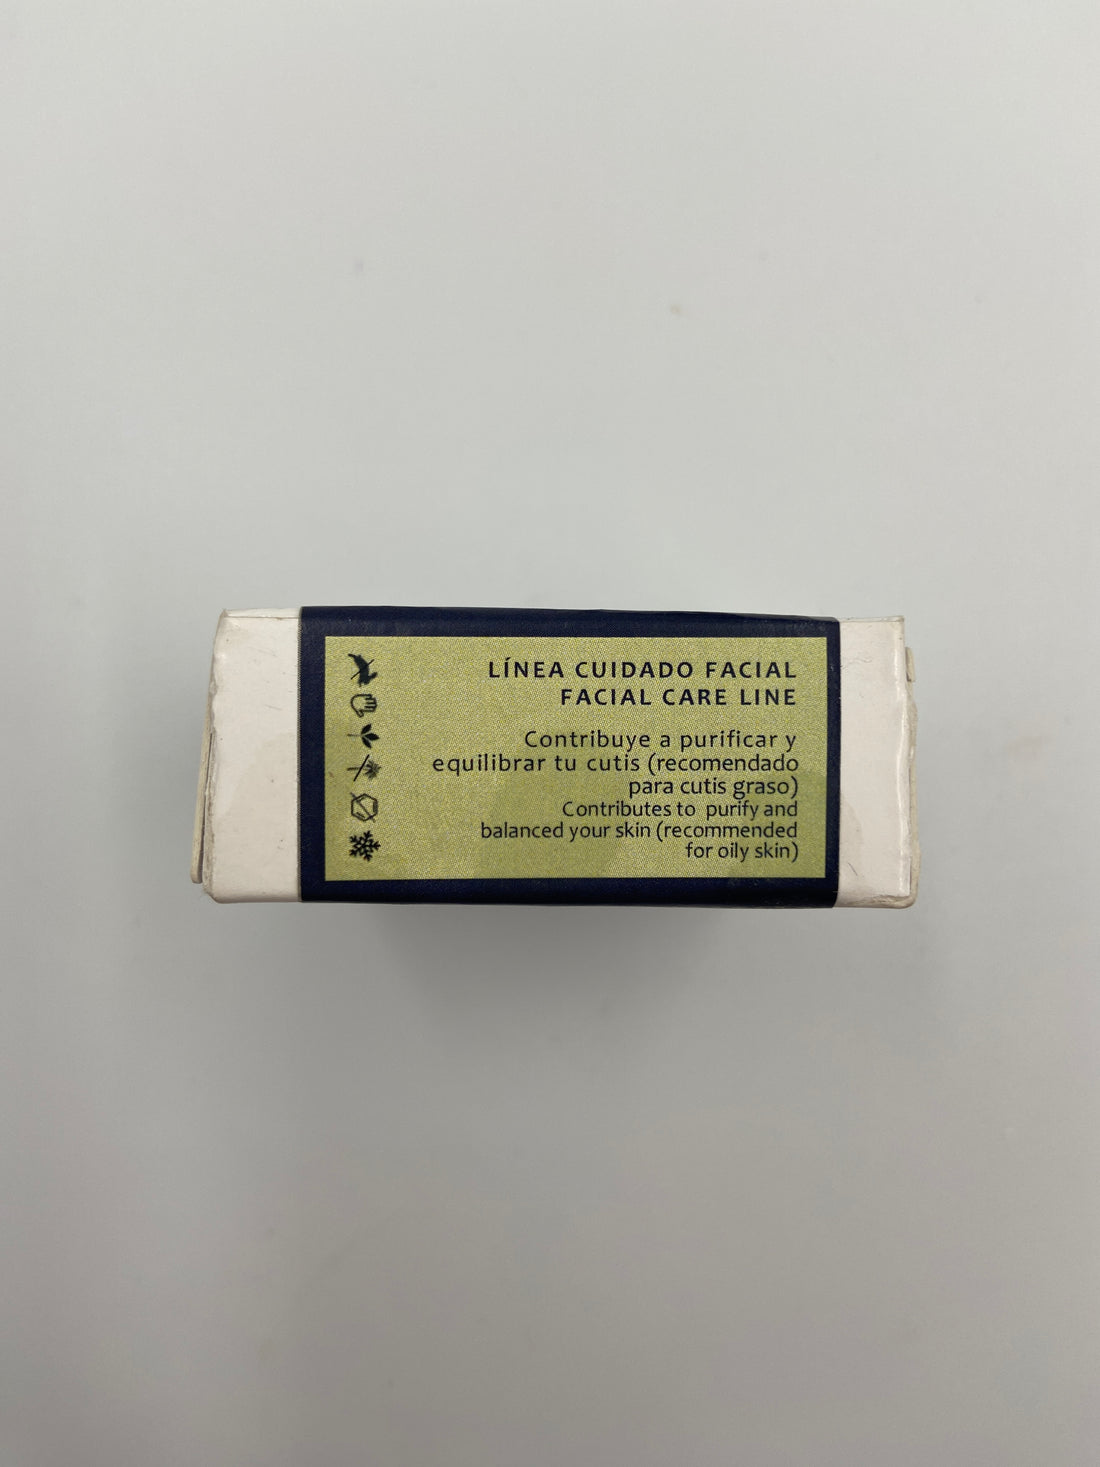 LÍNEA CUIDADO FACIAL
FACIAL CARE LINE
Contribuye a purificar y
equilibrar tu cutis (recomendado
para cutis graso)
Contributes to purify and
balanced your skin (recommended
for oily skin)